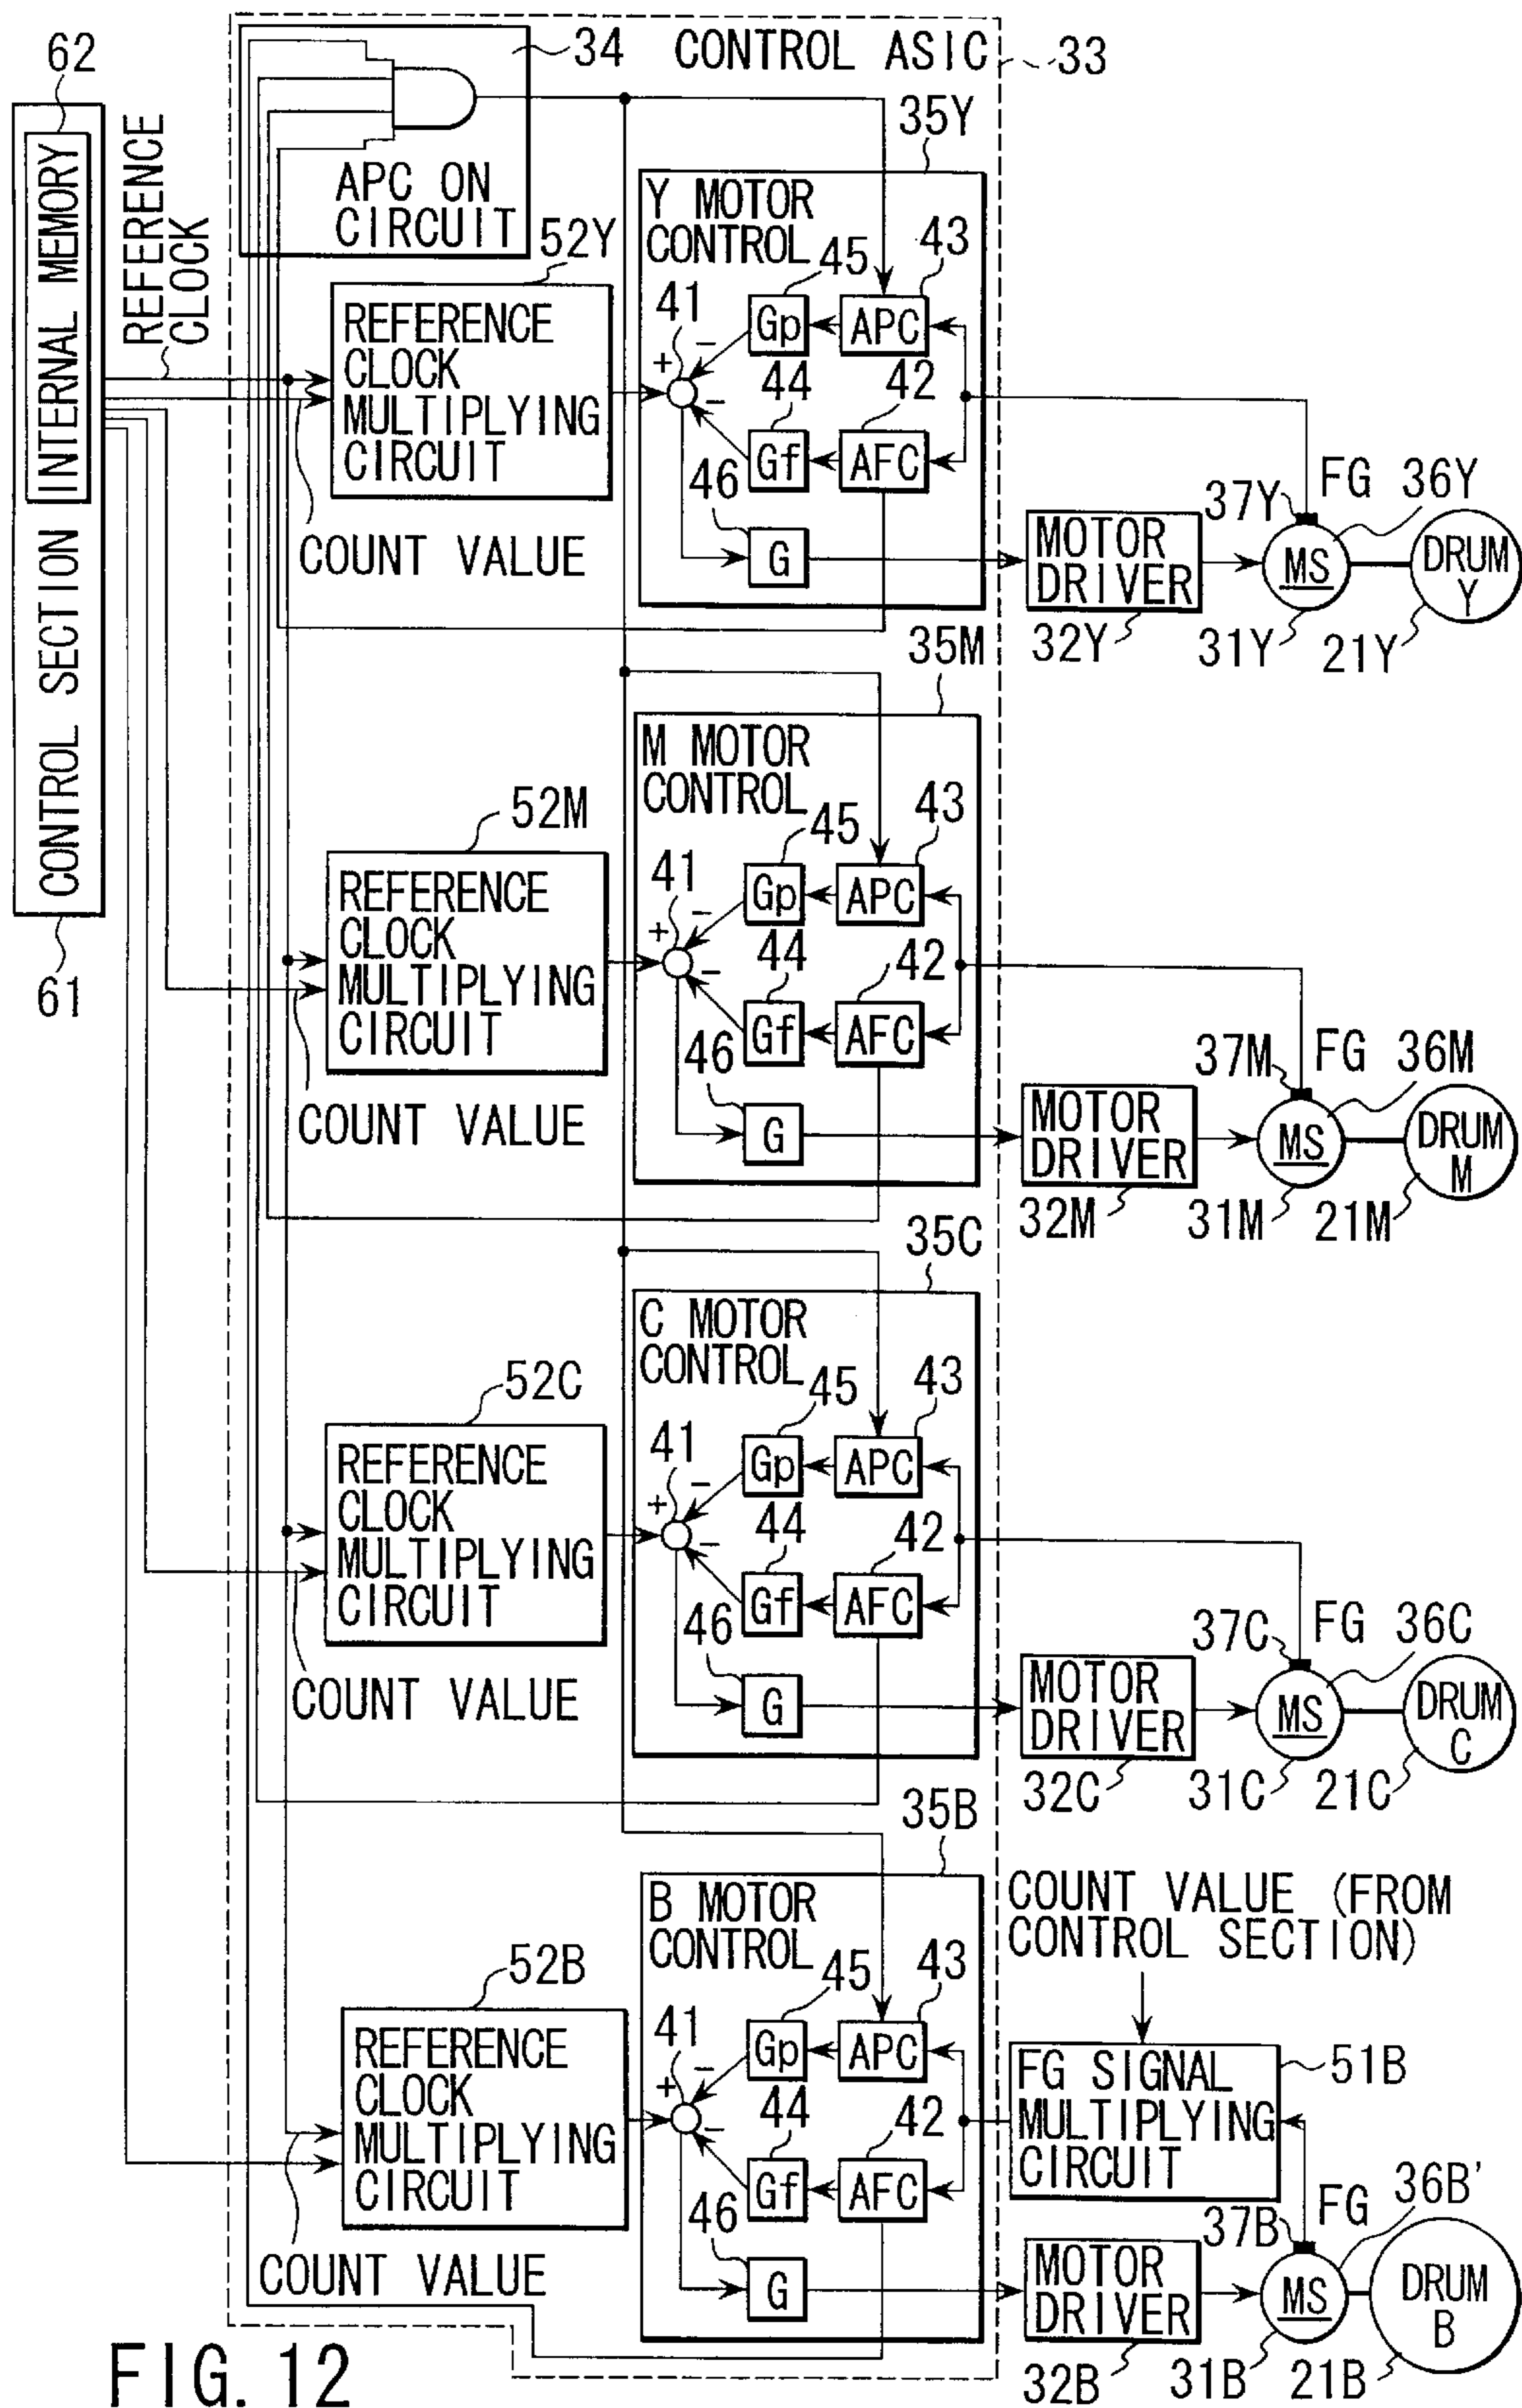 62
34
CONTROL ASIC
33
CONTROL SECTION
INTERNAL MEMORY
61
REFERENCE
CLOCK
APC ON
CIRCUIT
52Y
REFERENCE
CLOCK
MULTIPLYING
CIRCUIT
COUNT VALUE
35Y
Y MOTOR
CONTROL
45
43
41
Gp
APC
+
-
-
44
42
Gf
AFC
46
G
MOTOR
DRIVER
32Y
37Y
FG
36Y
MS
31Y
DRUM
Y
21Y
35M
M MOTOR
CONTROL
52M
REFERENCE
CLOCK
MULTIPLYING
CIRCUIT
COUNT VALUE
45
43
41
Gp
APC
+
-
-
44
42
Gf
AFC
46
G
MOTOR
DRIVER
32M
37M
FG
36M
MS
31M
DRUM
M
21M
35C
C MOTOR
CONTROL
52C
REFERENCE
CLOCK
MULTIPLYING
CIRCUIT
COUNT VALUE
45
43
41
Gp
APC
+
-
-
44
42
Gf
AFC
46
G
MOTOR
DRIVER
32C
37C
FG
36C
MS
31C
DRUM
C
21C
35B
B MOTOR
CONTROL
COUNT VALUE (FROM
CONTROL SECTION)
52B
REFERENCE
CLOCK
MULTIPLYING
CIRCUIT
COUNT VALUE
45
43
41
Gp
APC
+
-
-
44
42
Gf
AFC
46
G
FG SIGNAL
MULTIPLYING
CIRCUIT
51B
MOTOR
DRIVER
32B
37B
FG
36B'
MS
31B
DRUM
B
21B
FIG. 12